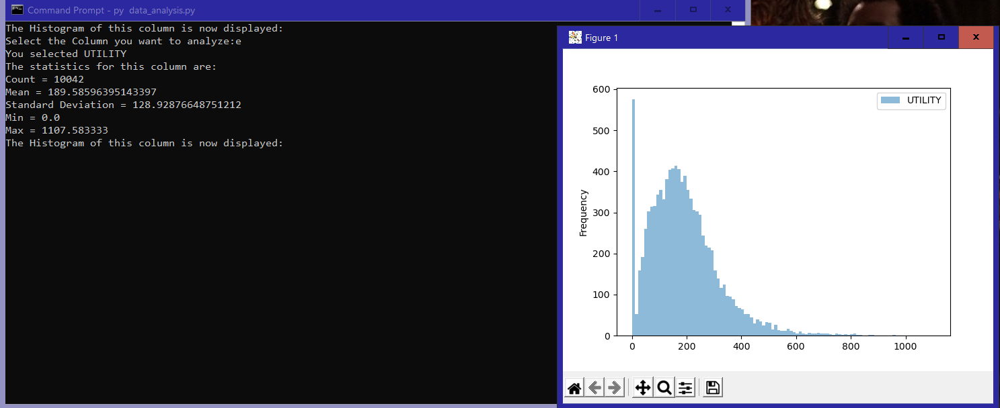 Command Prompt - py  data_analysis.py
The Histogram of this column is now displayed:
Select the Column you want to analyze:e
You selected UTILITY
The statistics for this column are:
Count = 10042
Mean = 189.58596395143397
Standard Deviation = 128.92876648751212
Min = 0.0
Max = 1107.583333
The Histogram of this column is now displayed:
Figure 1
UTILITY
Frequency
600
500
400
300
200
100
0
0 200 400 600 800 1000